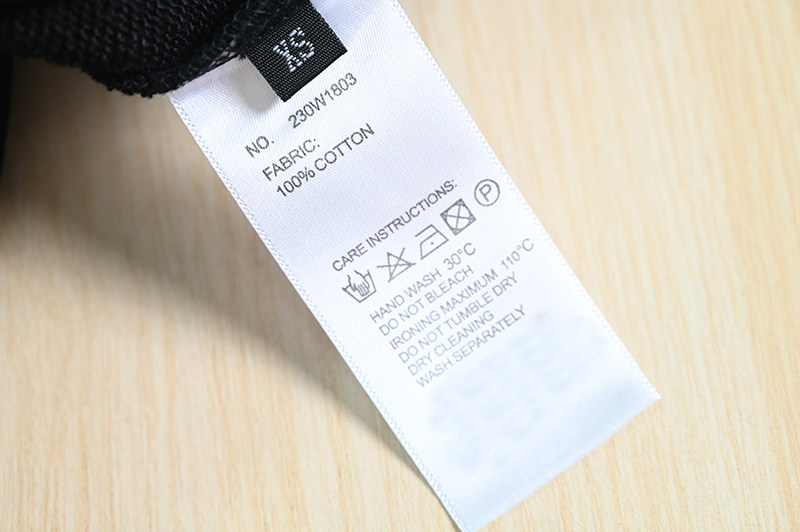 XS
NO. 230W1803
FABRIC:
100% COTTON
CARE INSTRUCTIONS:
P
HAND WASH 30°C
DO NOT BLEACH
IRONING MAXIMUM 110°C
DO NOT TUMBLE DRY
DRY CLEANING
WASH SEPARATELY